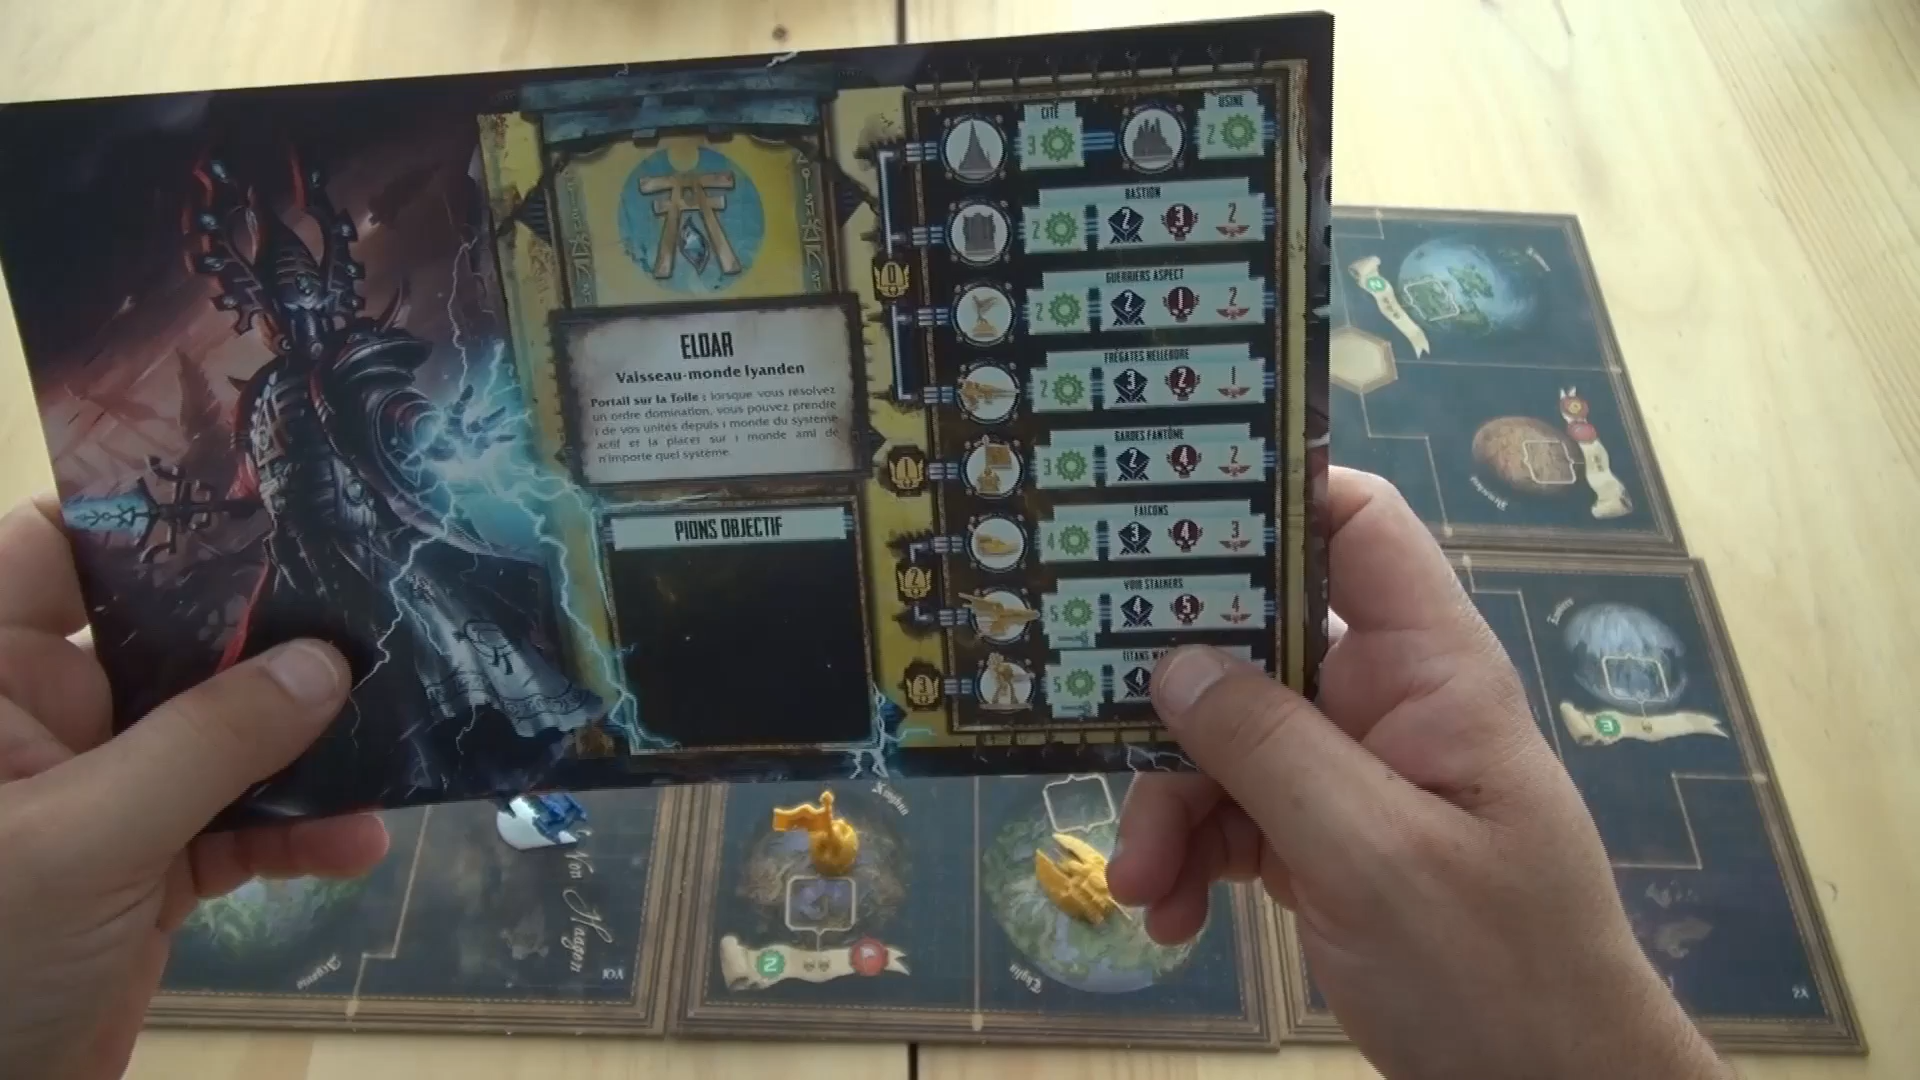 CITÉ
3
USINE
2
BASTION
2 2 3 2
0
GUERRIERS ASPECT
2 2 1 2
FRÉGATES HELLEBORE
2 3 2 1
GARDES FANTÔME
1
3 2 4 2
FALCONS
4 3 4 3
2
VOID STALKERS
5 4 5 4
3
5 4
ELDAR
Vaisseau-monde Iyanden
Portail sur la Toile : lorsque vous résolvez
un ordre domination, vous pouvez prendre
1 de vos unités depuis 1 monde du système
actif et la placer sur 1 monde ami de
n'importe quel système.
PIONS OBJECTIF
2
3
2
Von Hagen
10A